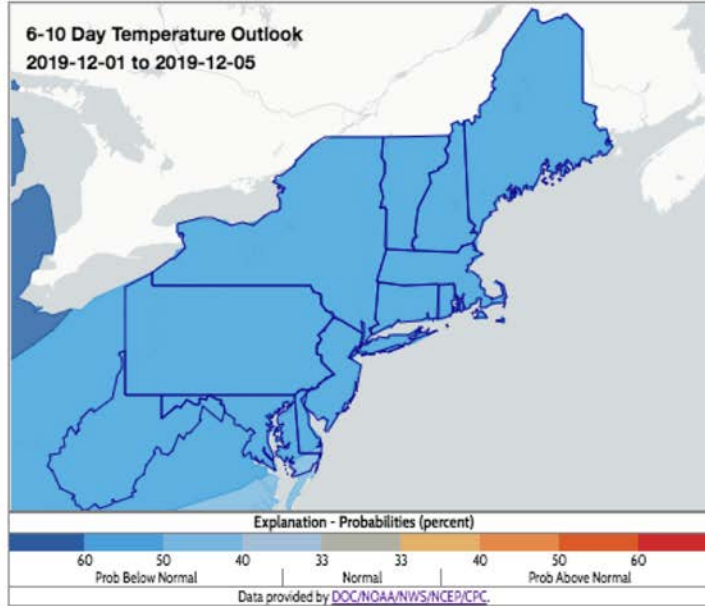 6-10 Day Temperature Outlook
2019-12-01 to 2019-12-05
Explanation - Probabilities (percent)
60 50 40 33 33 40 50 60
Prob Below Normal Normal Prob Above Normal
Data provided by DOC/NOAA/NWS/NCEP/CPC.